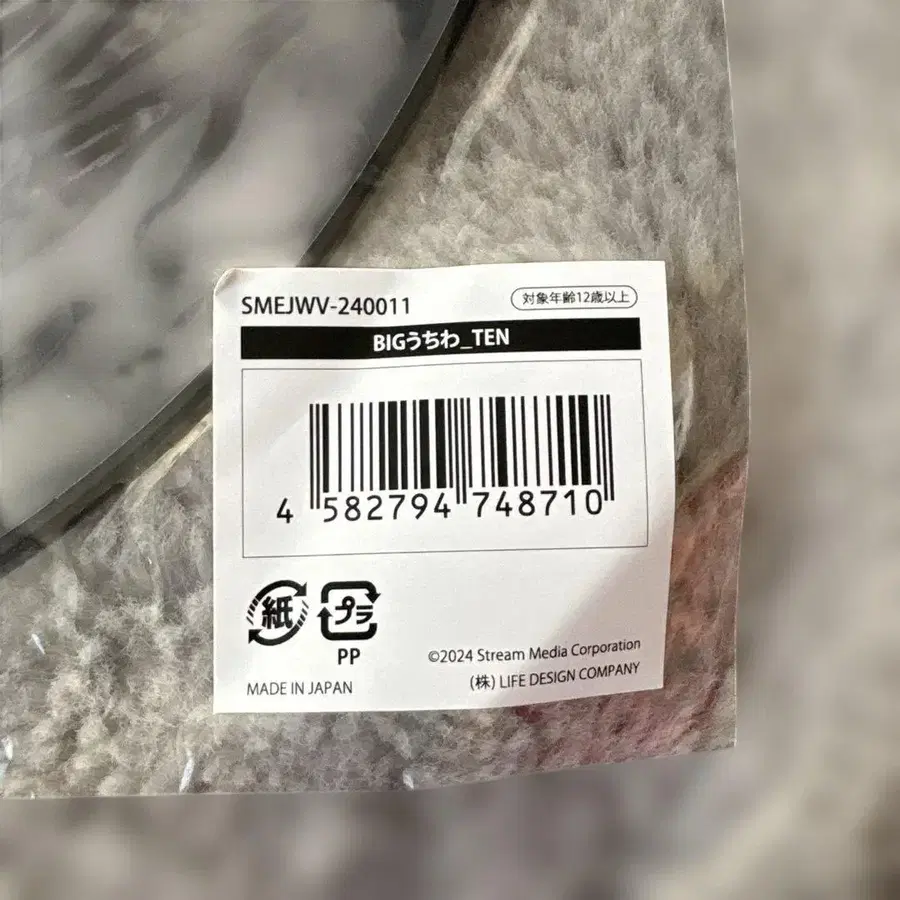 SMEJWV-240011
対象年齢12歳以上
BIGうちわ_TEN
4 582794 748710
紙
プラ
PP
MADE IN JAPAN
©2024 Stream Media Corporation
(株) LIFE DESIGN COMPANY